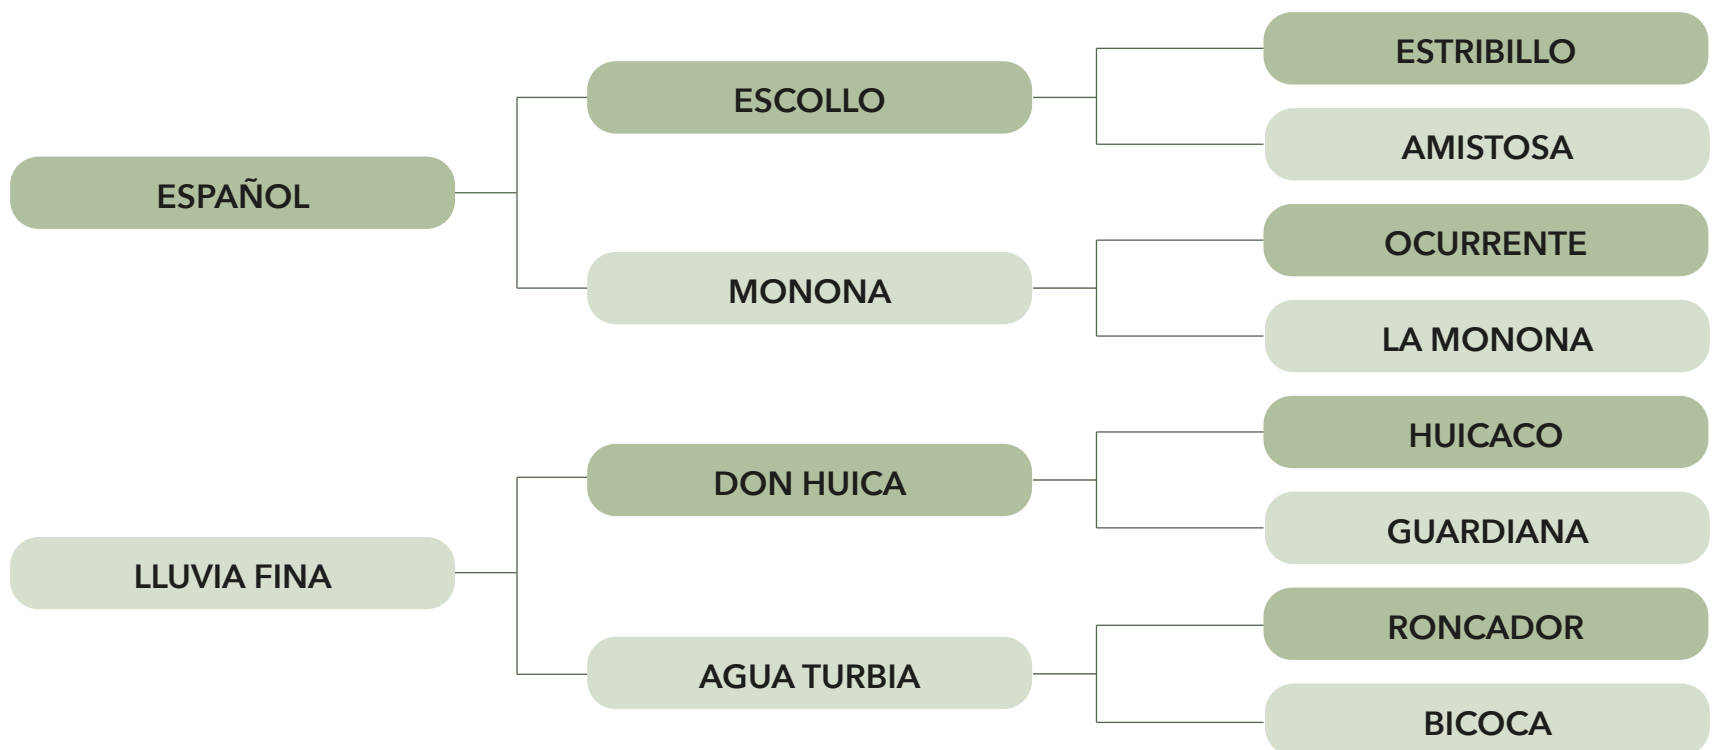 ESPAÑOL
LLUVIA FINA
ESCOLLO
MONONA
DON HUICA
AGUA TURBIA
ESTRIBILLO
AMISTOSA
OCURRENTE
LA MONONA
HUICACO
GUARDIANA
RONCADOR
BICOCA